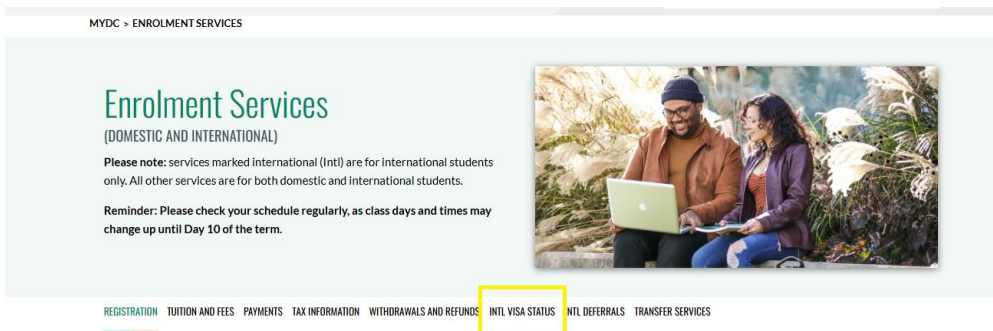 MYDC > ENROLMENT SERVICES
Enrolment Services
(DOMESTIC AND INTERNATIONAL)
Please note: services marked international (Intl) are for international students
only. All other services are for both domestic and international students.
Reminder: Please check your schedule regularly, as class days and times may
change up until Day 10 of the term.
REGISTRATION TUITION AND FEES PAYMENTS TAX INFORMATION WITHDRAWALS AND REFUNDS INTL VISA STATUS NTL DEFERRALS TRANSFER SERVICES